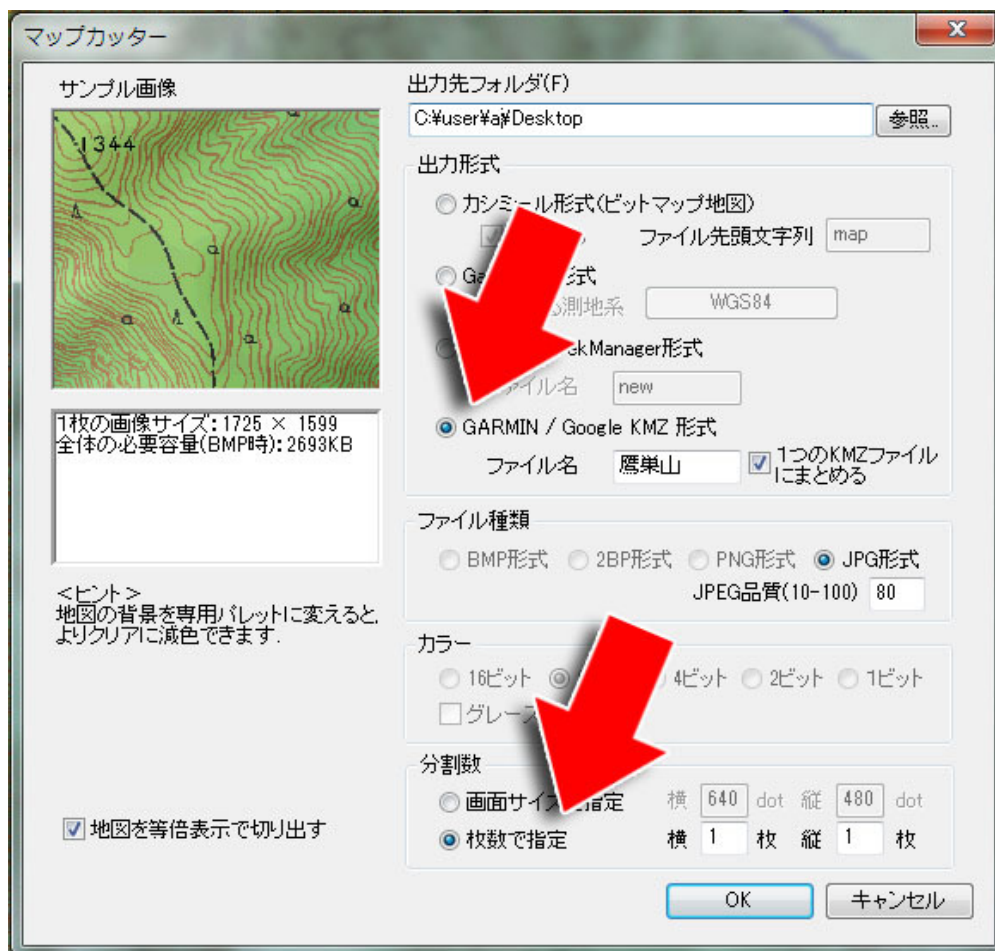 マップカッター
サンプル画像
1344
1枚の画像サイズ:1725 × 1599
全体の必要容量(BMP時):2693KB
<ヒント>
地図の背景を専用パレットに変えると、
よりクリアに減色できます.
地図を等倍表示で切り出す
出力先フォルダ(F)
C:¥user¥aj¥Desktop
参照..
出力形式
カシミール形式(ビットマップ地図)
ファイル先頭文字列 map
Ga 形式
測地系 WGS84
kManager形式
ファイル名 new
GARMIN / Google KMZ 形式
ファイル名 鷹巣山 1つのKMZファイル
にまとめる
ファイル種類
BMP形式 2BP形式 PNG形式 JPG形式
JPEG品質(10-100) 80
カラー
16ビット 4ビット 2ビット 1ビット
グレース
分割数
画面サイ 指定 横 640 dot 縦 480 dot
枚数で指定 横 1 枚 縦 1 枚
OK キャンセル